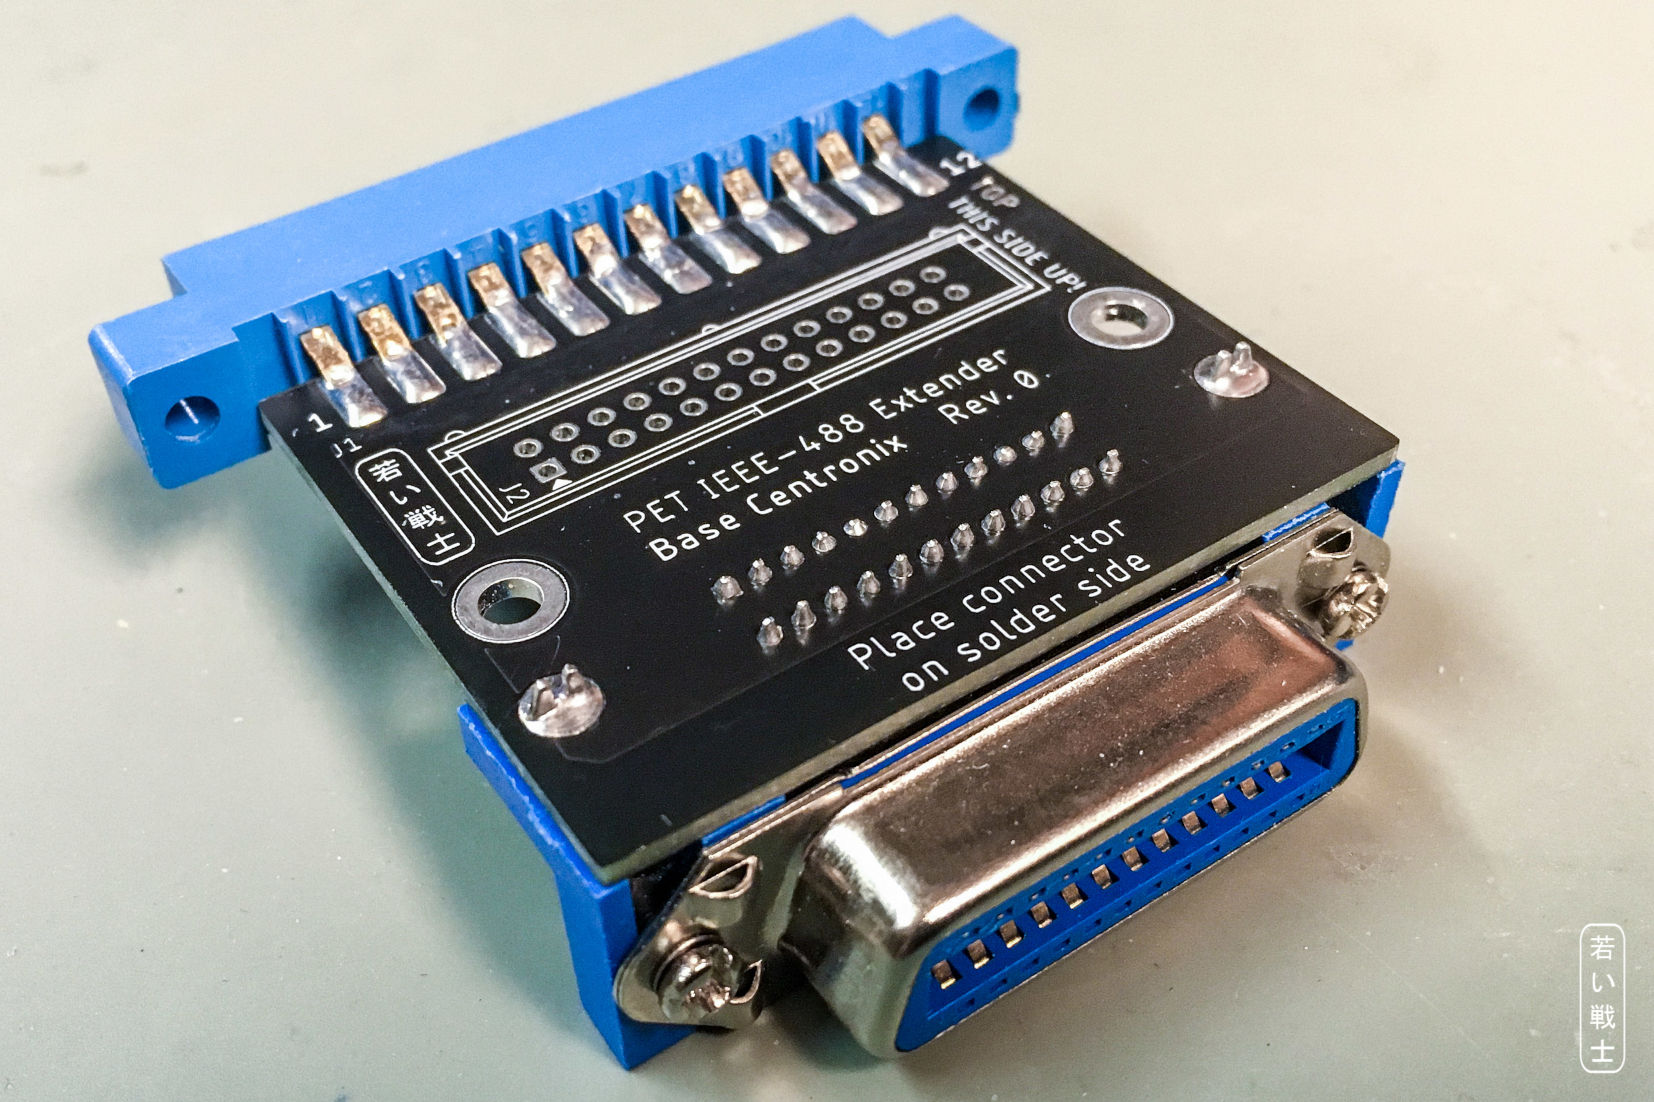 12
TOP
THIS SIDE UP!
1
J1
若い戦士
J2
PET IEEE-488 Extender
Base Centronix Rev. 0
Place connector
on solder side
若い戦士